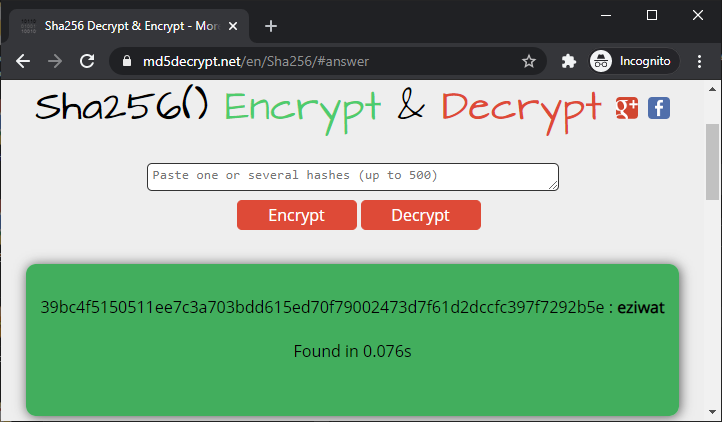 Sha256 Decrypt & Encrypt - More
md5decrypt.net/en/Sha256/#answer
Incognito
Sha256() Encrypt & Decrypt
Paste one or several hashes (up to 500)
Encrypt Decrypt
39bc4f5150511ee7c3a703bdd615ed70f79002473d7f61d2dccfc397f7292b5e : eziwat
Found in 0.076s